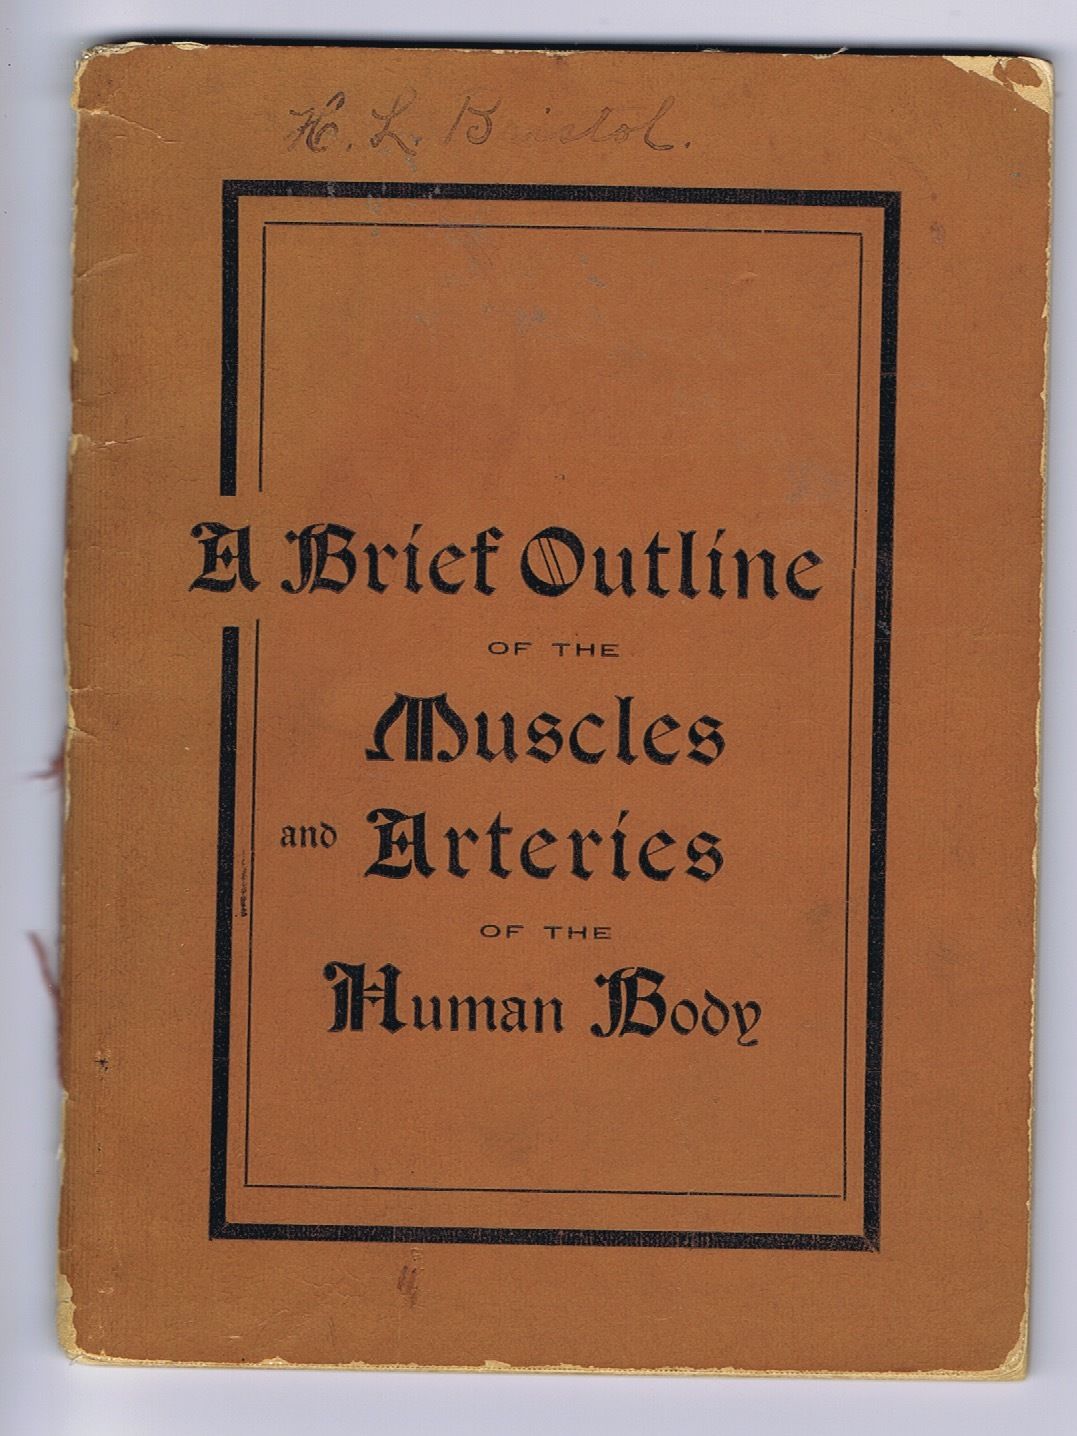 H. L. Bristol.
A Brief Outline
OF THE
Muscles
and Arteries
OF THE
Human Body